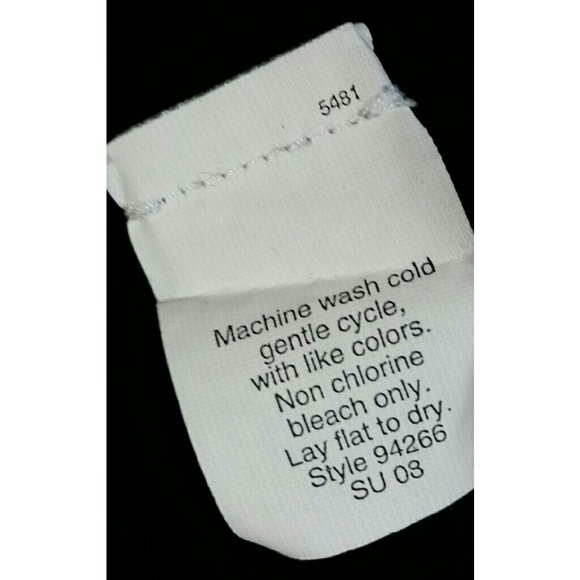 5481
Machine wash cold
gentle cycle,
with like colors.
Non chlorine
bleach only.
Lay flat to dry.
Style 94266
SU 08